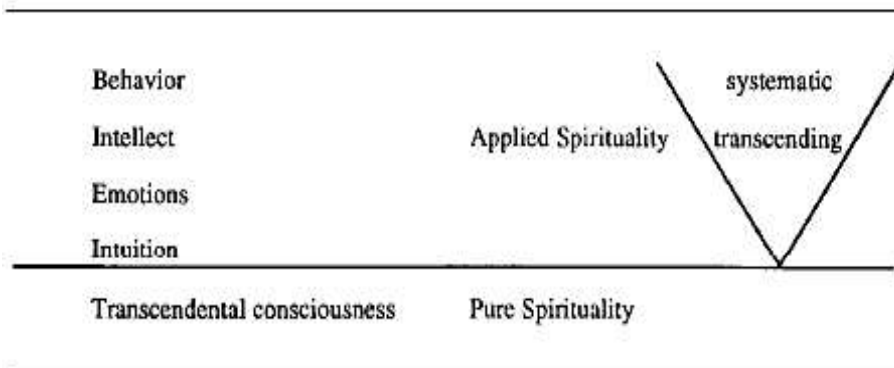 Behavior systematic
Intellect Applied Spirituality transcending
Emotions
Intuition
Transcendental consciousness Pure Spirituality